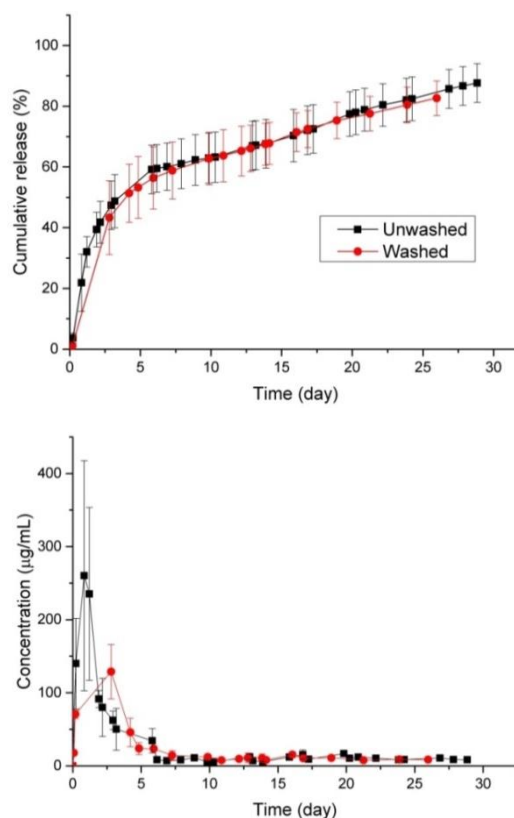 100
80
60
40
20
0
Cumulative release (%)
Unwashed
Washed
0 5 10 15 20 25 30
Time (day)
400
300
200
100
0
Concentration (µg/mL)
0 5 10 15 20 25 30
Time (day)